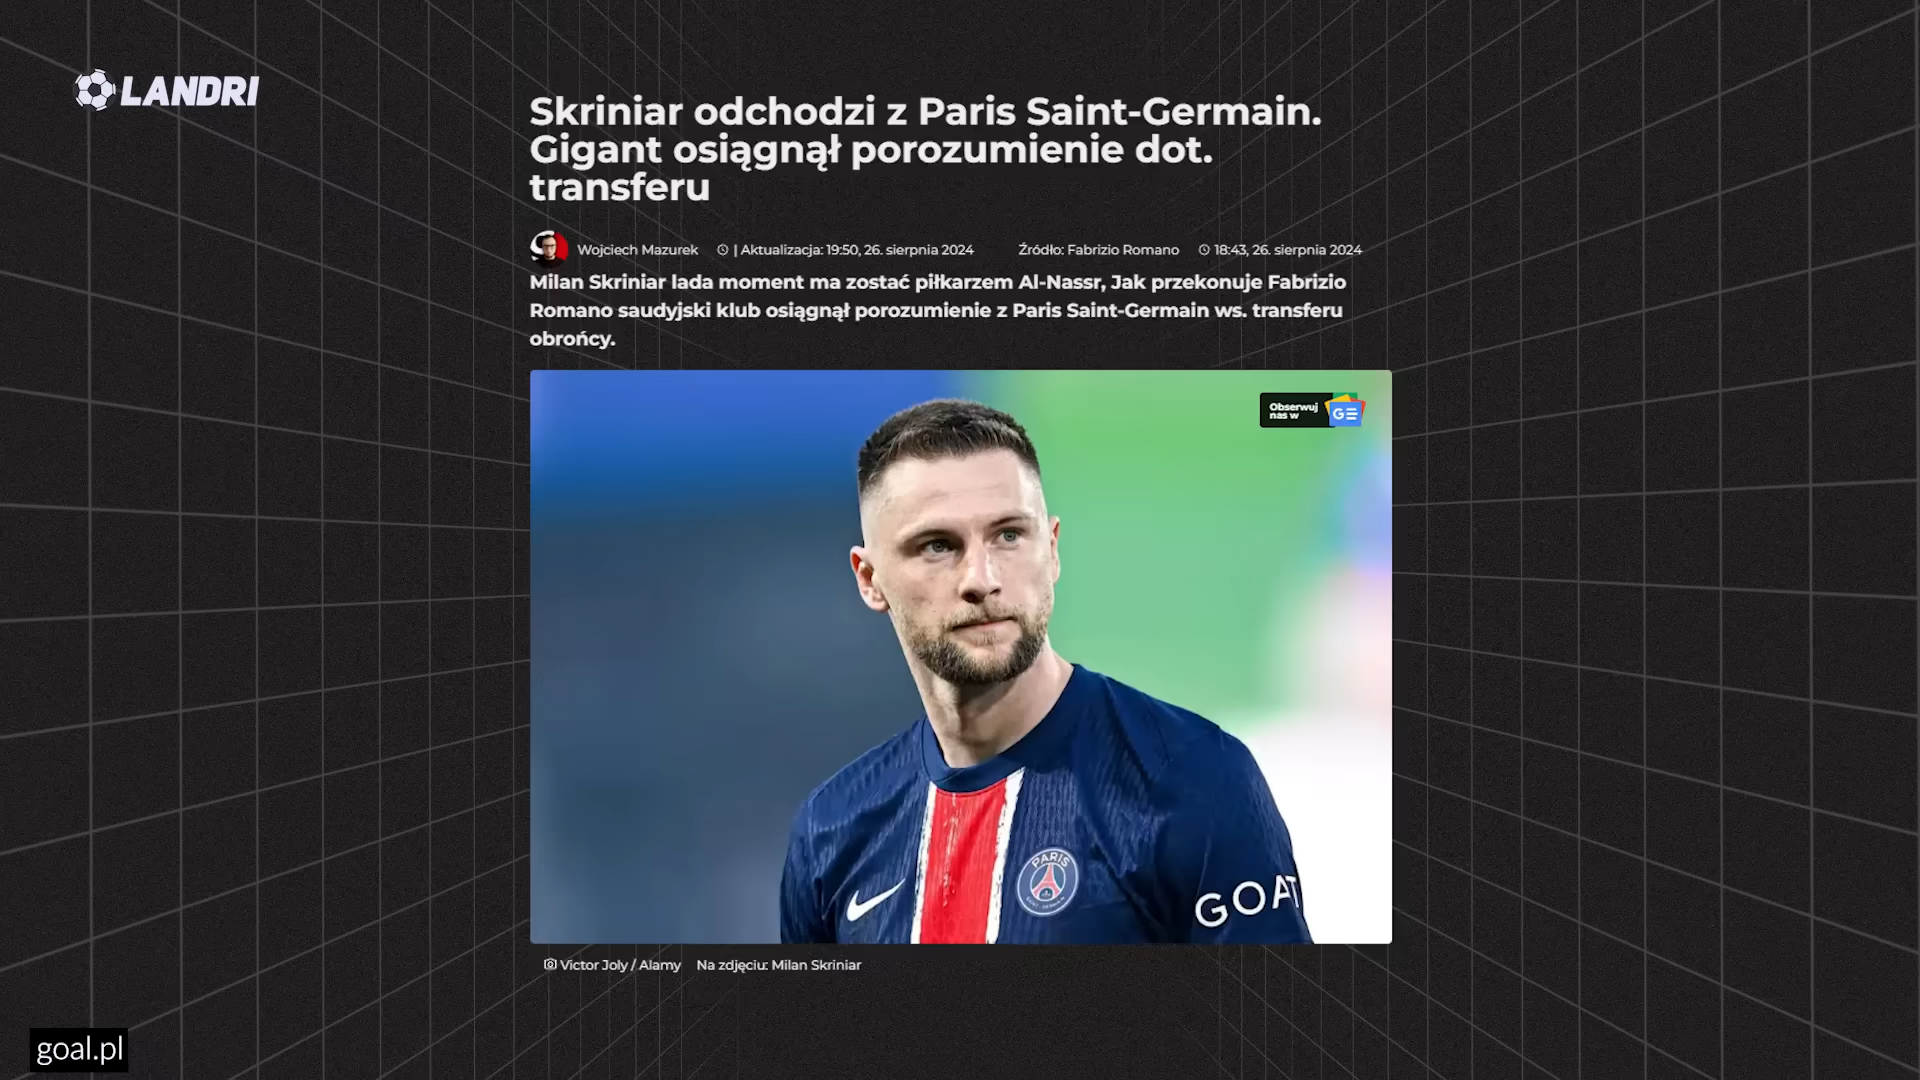 LANDRI
Skriniar odchodzi z Paris Saint-Germain.
Gigant osiągnął porozumienie dot.
transferu
Wojciech Mazurek | Aktualizacja: 19:50, 26. sierpnia 2024 Źródło: Fabrizio Romano 18:43, 26. sierpnia 2024
Milan Skriniar lada moment ma zostać piłkarzem Al-Nassr, Jak przekonuje Fabrizio
Romano saudyjski klub osiągnął porozumienie z Paris Saint-Germain ws. transferu
obrońcy.
Obserwuj
nas w
GE
PARIS
SAINT-GERMAIN
GOAT
Victor Joly / Alamy Na zdjęciu: Milan Skriniar
goal.pl